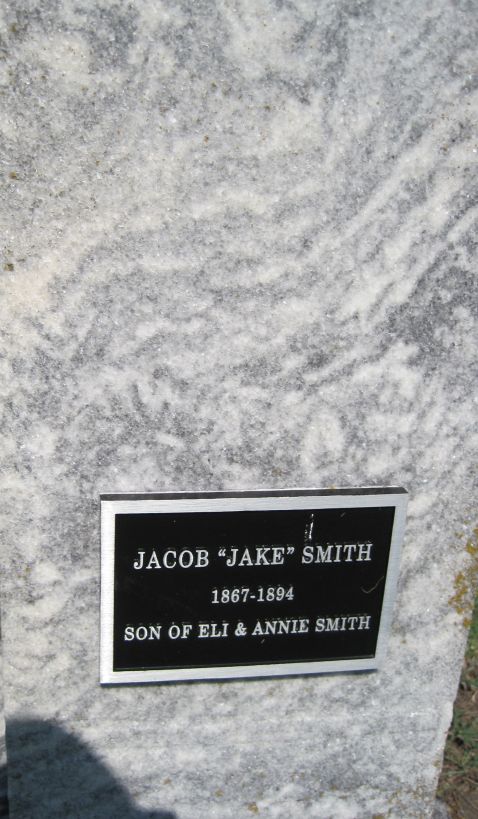 JACOB “JAKE” SMITH
1867-1894
SON OF ELI & ANNIE SMITH